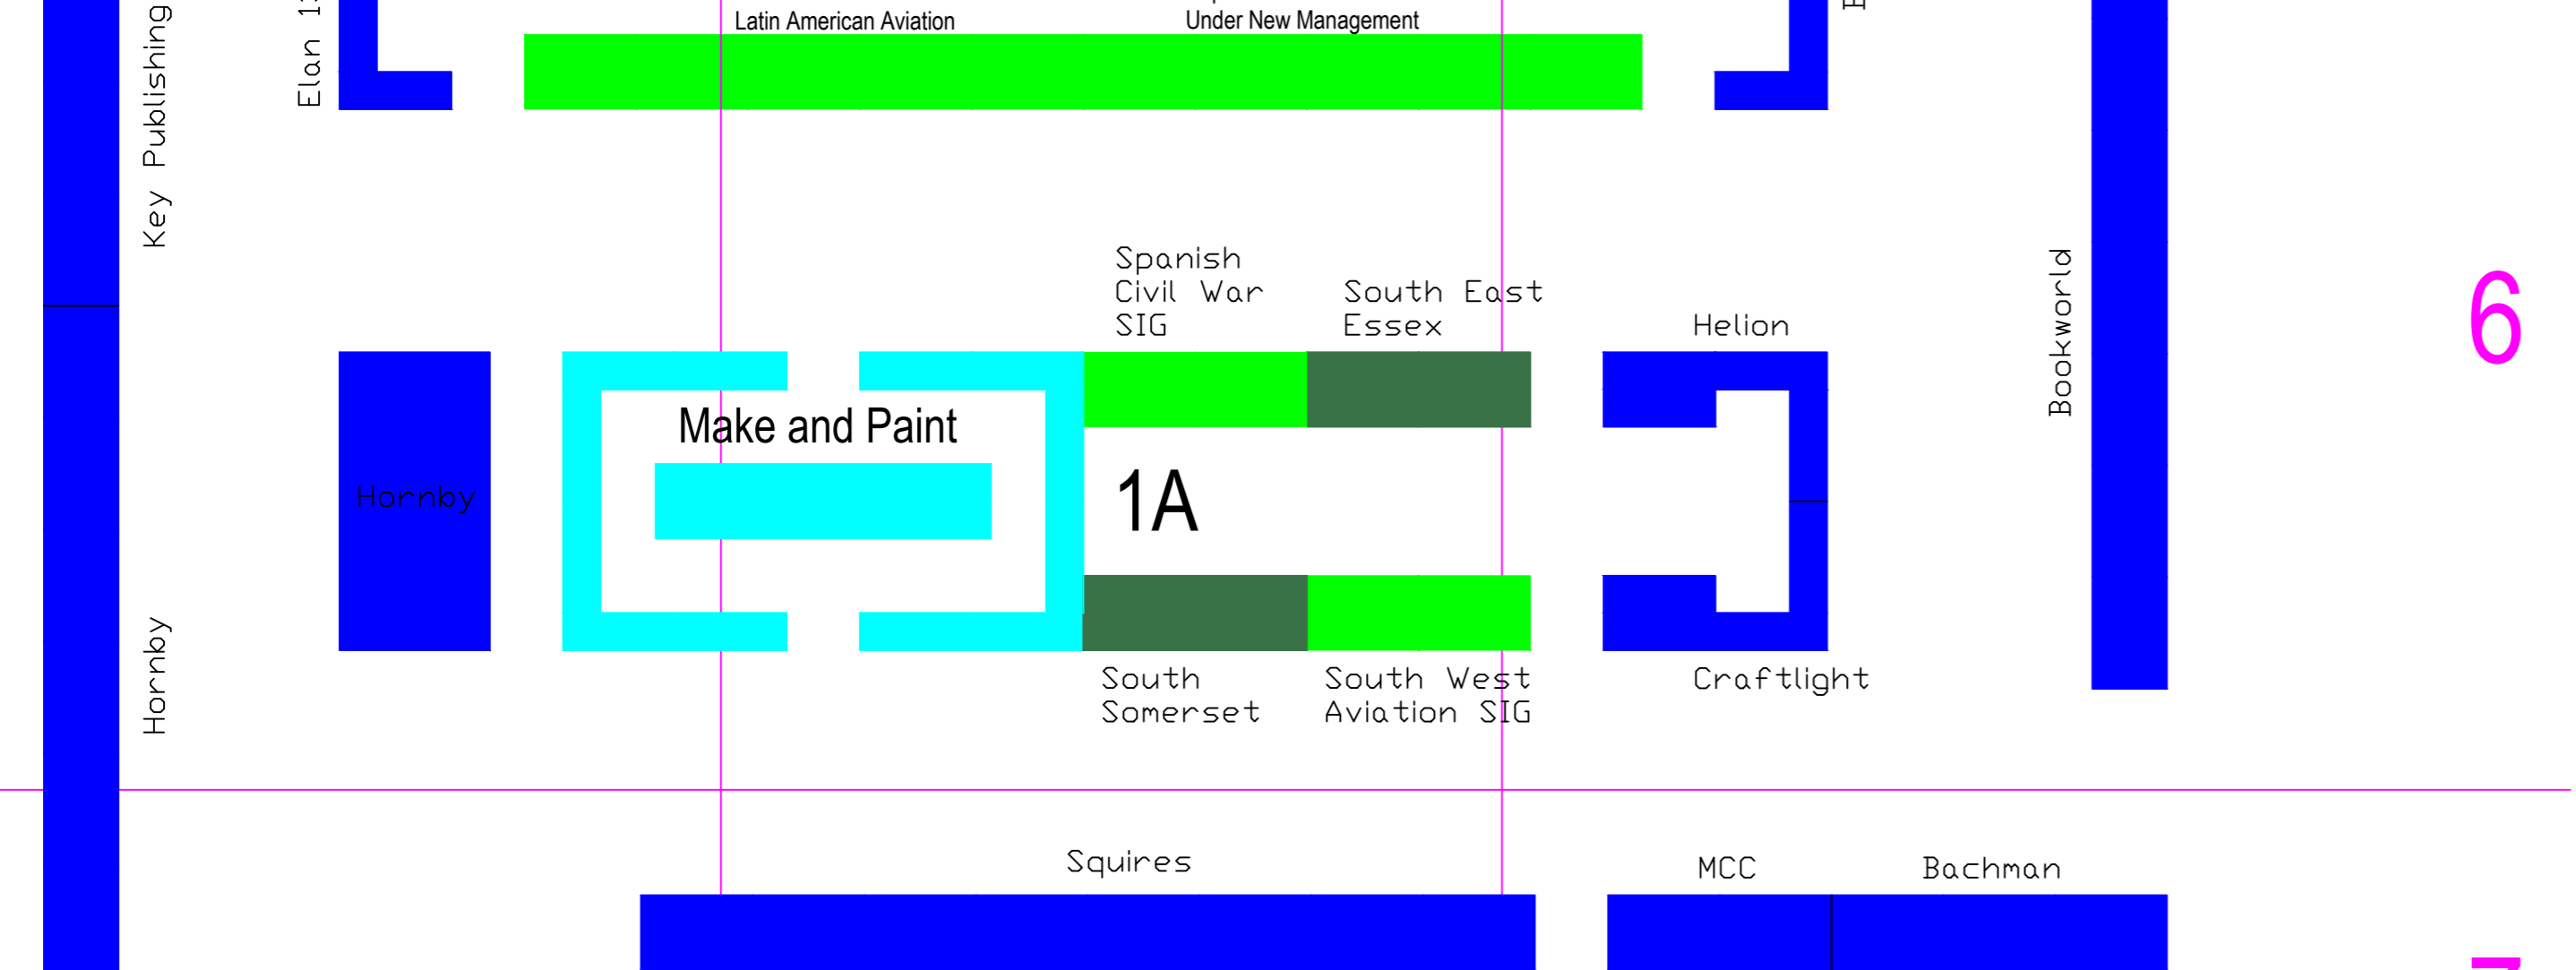 Latin American Aviation
Under New Management
Key Publishing
Elan
Spanish
Civil War
SIG
South East
Essex
Helion
Bookworld
6
Make and Paint
Hornby
1A
Hornby
South
Somerset
South West
Aviation SIG
Craftlight
Squires
MCC
Bachman